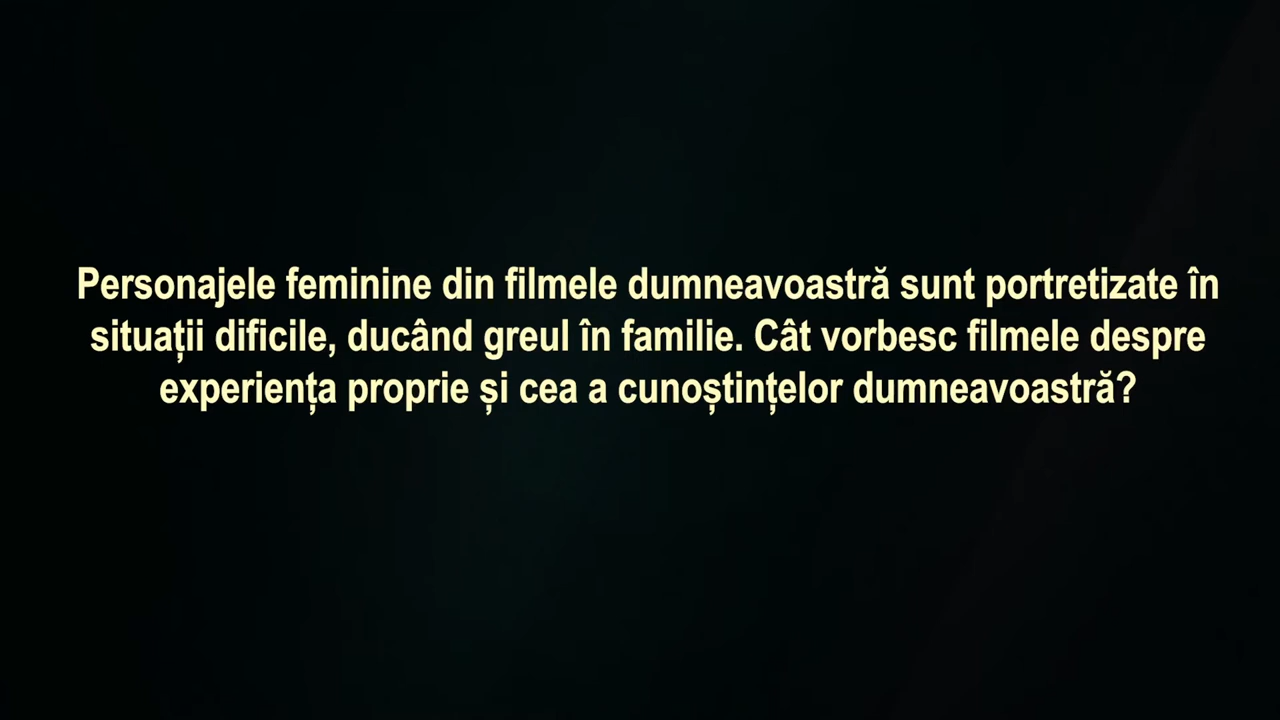 Personajele feminine din filmele dumneavoastră sunt portretizate în
situații dificile, ducând greul în familie. Cât vorbesc filmele despre
experiența proprie și cea a cunoștințelor dumneavoastră?